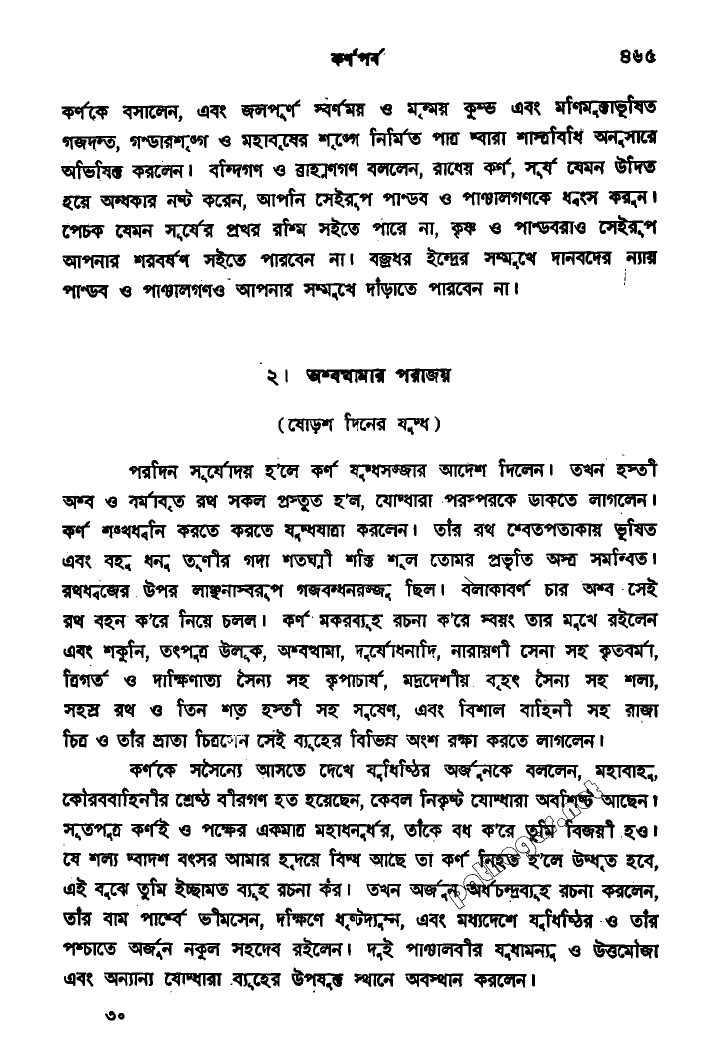 কর্ণপর্ব ৪৬৫
কর্ণকে বসালেন, এবং জলপূর্ণ স্বর্ণময় ও মৃন্ময় কুম্ভ এবং মণিমুক্তাভূষিত
গজদন্ত, গণ্ডারশৃঙ্গ ও মহাবৃষের শৃঙ্গে নির্মিত পাত্র দ্বারা শাস্ত্রবিধি অনুসারে
অভিষিক্ত করলেন। বন্দিগণ ও ব্রাহ্মণগণ বললেন, রাধেয় কর্ণ, সূর্য যেমন উদিত
হয়ে অন্ধকার নষ্ট করেন, আপনি সেইরূপ পাণ্ডব ও পাঞ্চালগণকে ধ্বংস করুন।
পেচক যেমন সূর্যের প্রখর রশ্মি সইতে পারে না, কৃষ্ণ ও পাণ্ডবরাও সেইরূপ
আপনার শরবর্ষণ সইতে পারবেন না। বজ্রধর ইন্দ্রের সম্মুখে দানবদের ন্যায়
পাণ্ডব ও পাঞ্চালগণও আপনার সম্মুখে দাঁড়াতে পারবেন না।
২। অশ্বত্থামার পরাজয়
(ষোড়শ দিনের যুদ্ধ)
পরদিন সূর্যোদয় হ'লে কর্ণ যুদ্ধসজ্জার আদেশ দিলেন। তখন হস্তী
অশ্ব ও বর্মাবৃত রথ সকল প্রস্তুত হ'ল, যোদ্ধারা পরস্পরকে ডাকতে লাগলেন।
কর্ণ শঙ্খধ্বনি করতে করতে যুদ্ধযাত্রা করলেন। তাঁর রথ শ্বেতপতাকায় ভূষিত
এবং বহু ধনু তূণীর গদা শতঘ্নী শক্তি শূল তোমর প্রভৃতি অস্ত্র সমন্বিত।
রথধ্বজের উপর লাঞ্ছনাস্বরূপ গজবন্ধনরজ্জু ছিল। বলাকাবর্ণ চার অশ্ব সেই
রথ বহন ক'রে নিয়ে চলল। কর্ণ মকরব্যূহ রচনা ক'রে স্বয়ং তার মুখে রইলেন
এবং শকুনি, তৎপুত্র উলূক, অশ্বত্থামা, দুর্যোধনাদি, নারায়ণী সেনা সহ কৃতবর্মা,
ত্রিগর্ত ও দাক্ষিণাত্য সৈন্য সহ কৃপাচার্য, মদ্রদেশীয় বৃহৎ সৈন্য সহ শল্য,
সহস্র রথ ও তিন শত হস্তী সহ সুষেণ, এবং বিশাল বাহিনী সহ রাজা
চিত্র ও তাঁর ভ্রাতা চিত্রসেন সেই ব্যূহের বিভিন্ন অংশ রক্ষা করতে লাগলেন।
কর্ণকে সসৈন্যে আসতে দেখে যুধিষ্ঠির অর্জুনকে বললেন, মহাবাহু,
কৌরববাহিনীর শ্রেষ্ঠ বীরগণ হত হয়েছেন, কেবল নিকৃষ্ট যোদ্ধারা অবশিষ্ট আছেন।
সূতপুত্র কর্ণই ও পক্ষের একমাত্র মহাধনুর্ধর, তাঁকে বধ ক'রে তুমি বিজয়ী হও।
যে শল্য দ্বাদশ বৎসর আমার হৃদয়ে বিদ্ধ আছে তা কর্ণ নিহত হ'লে উদ্ধৃত হবে,
এই বুঝে তুমি ইচ্ছামত ব্যূহ রচনা কর। তখন অর্জুন অর্ধচন্দ্রব্যূহ রচনা করলেন,
তাঁর বাম পার্শ্বে ভীমসেন, দক্ষিণে ধৃষ্টদ্যুম্ন, এবং মধ্যদেশে যুধিষ্ঠির ও তাঁর
পশ্চাতে অর্জুন নকুল সহদেব রইলেন। দুই পাঞ্চালবীর যুধামন্যু ও উত্তমৌজা
এবং অন্যান্য যোদ্ধারা ব্যূহের উপযুক্ত স্থানে অবস্থান করলেন।
৩০
pathagar.net